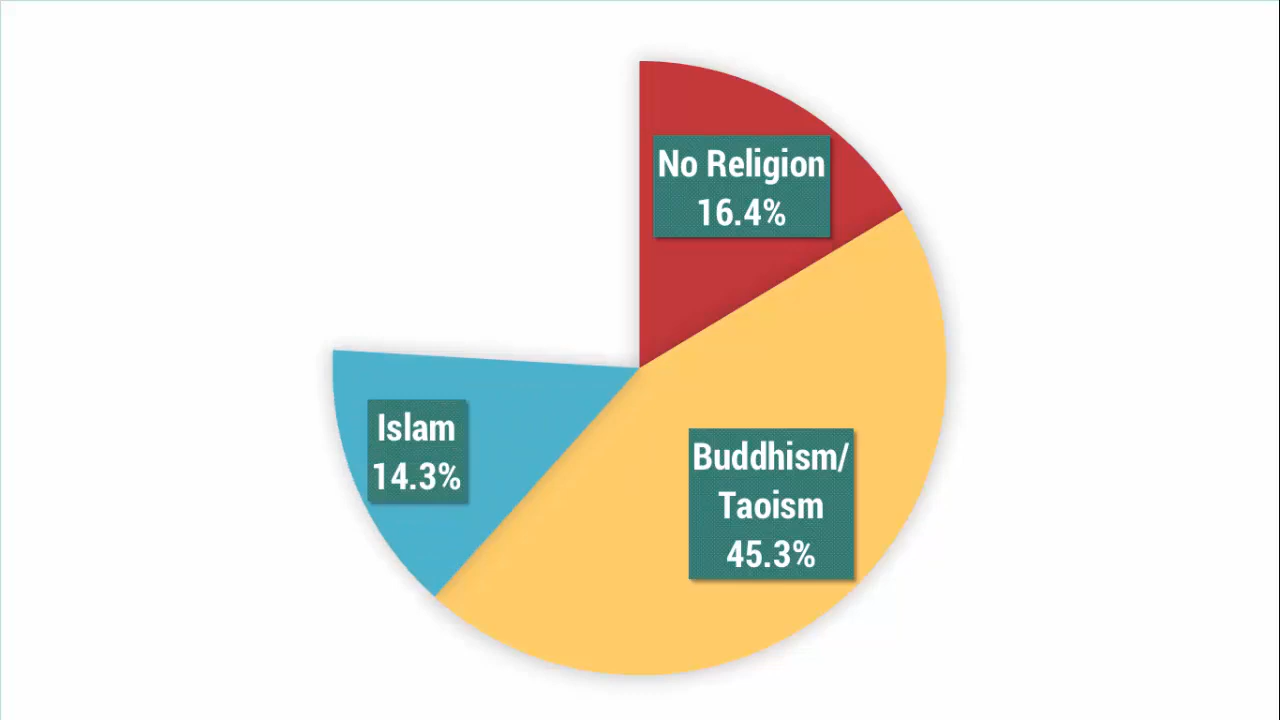 No Religion
16.4%
Buddhism/
Taoism
45.3%
Islam
14.3%